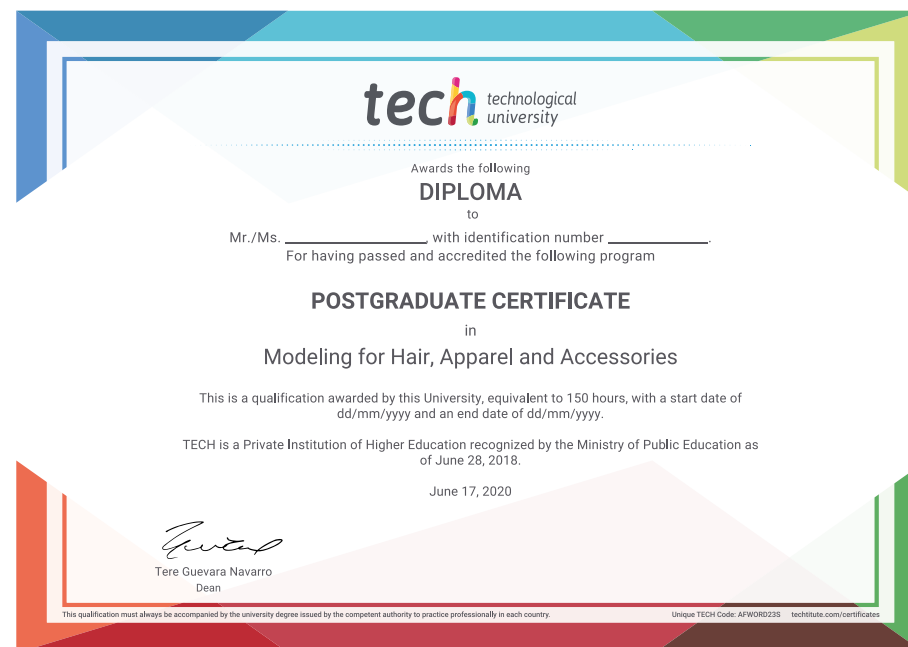 tech technological
university
Awards the following
DIPLOMA
to
Mr./Ms. ____________, with identification number ____________.
For having passed and accredited the following program
POSTGRADUATE CERTIFICATE
in
Modeling for Hair, Apparel and Accessories
This is a qualification awarded by this University, equivalent to 150 hours, with a start date of
dd/mm/yyyy and an end date of dd/mm/yyyy.
TECH is a Private Institution of Higher Education recognized by the Ministry of Public Education as
of June 28, 2018.
June 17, 2020
Tere Guevara Navarro
Dean
This qualification must always be accompanied by the university degree issued by the competent authority to practice professionally in each country.
Unique TECH Code: AFWORD23S techtitute.com/certificates